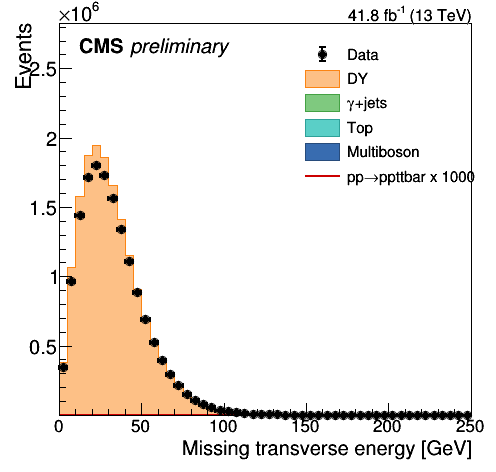 ×10⁶
41.8 fb⁻¹ (13 TeV)
Events
CMS preliminary
Data
DY
γ+jets
Top
Multiboson
pp→ppttbar x 1000
2.5
2
1.5
1
0.5
0 50 100 150 200 250
Missing transverse energy [GeV]